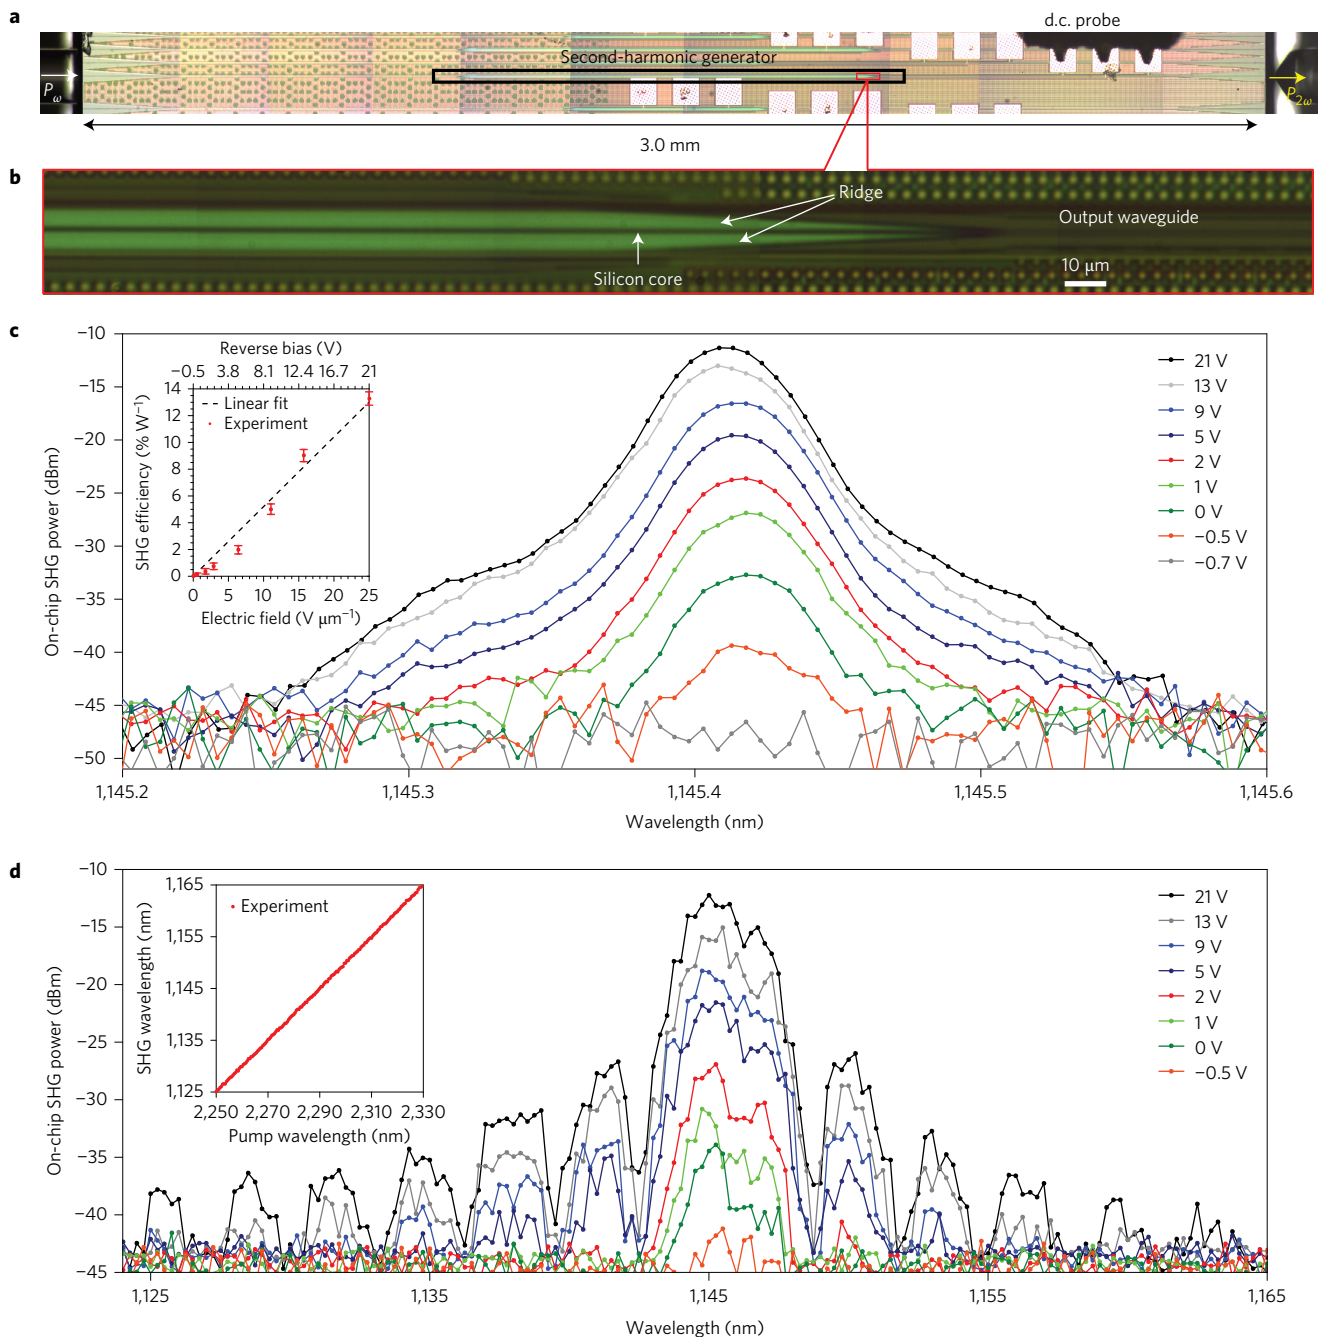 a
d.c. probe
Second-harmonic generator
Pω
P2ω
3.0 mm
b
Ridge
Output waveguide
Silicon core
10 µm
c
−10
−15
−20
−25
−30
−35
−40
−45
−50
On-chip SHG power (dBm)
1,145.2 1,145.3 1,145.4 1,145.5 1,145.6
Wavelength (nm)
21 V
13 V
9 V
5 V
2 V
1 V
0 V
−0.5 V
−0.7 V
Reverse bias (V)
−0.5 3.8 8.1 12.4 16.7 21
14
12
10
8
6
4
2
0
SHG efficiency (% W⁻¹)
Linear fit
Experiment
0 5 10 15 20 25
Electric field (V µm⁻¹)
d
−10
−15
−20
−25
−30
−35
−40
−45
On-chip SHG power (dBm)
1,125 1,135 1,145 1,155 1,165
Wavelength (nm)
21 V
13 V
9 V
5 V
2 V
1 V
0 V
−0.5 V
1,165
1,155
1,145
1,135
1,125
SHG wavelength (nm)
Experiment
2,250 2,270 2,290 2,310 2,330
Pump wavelength (nm)